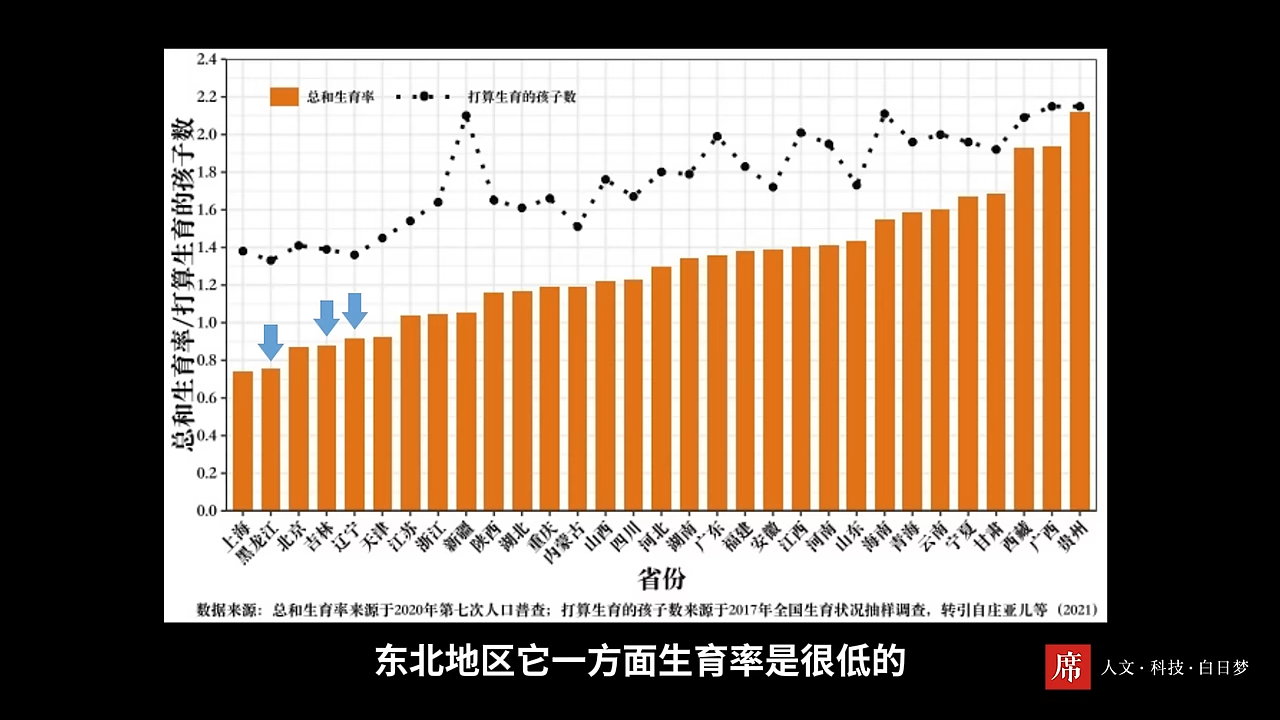 2.4
2.2
2.0
1.8
1.6
1.4
1.2
1.0
0.8
0.6
0.4
0.2
0.0
总和生育率/打算生育的孩子数
总和生育率 打算生育的孩子数
上海 黑龙江 北京 吉林 辽宁 天津 江苏 浙江 新疆 陕西 湖北 重庆 内蒙古 山西 四川 河北 湖南 广东 福建 安徽 江西 河南 山东 海南 青海 云南 宁夏 甘肃 西藏 广西 贵州
省份
数据来源：总和生育率来源于2020年第七次人口普查；打算生育的孩子数来源于2017年全国生育状况抽样调查，转引自庄亚儿等（2021）
东北地区它一方面生育率是很低的
席 人文·科技·白日梦